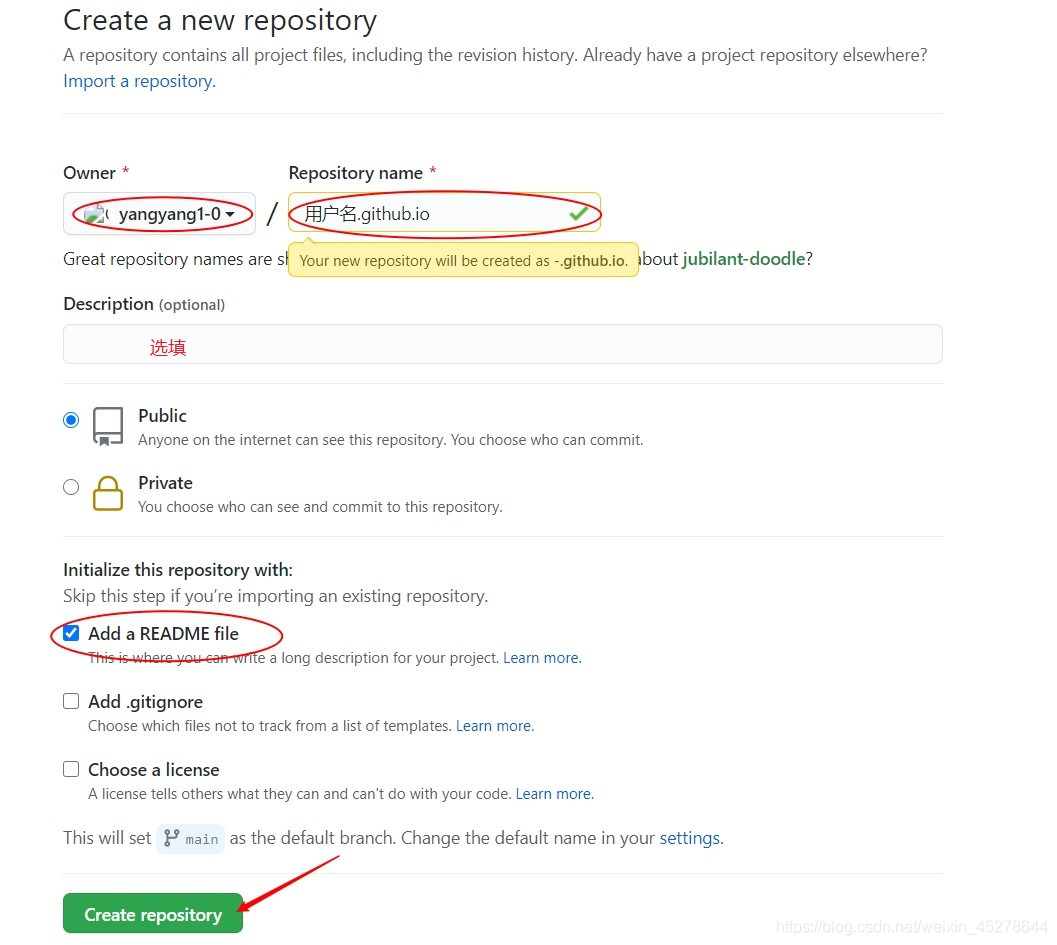 Create a new repository
A repository contains all project files, including the revision history. Already have a project repository elsewhere?
Import a repository.
Owner * Repository name *
yangyang1-0 / 用户名.github.io
Great repository names are sh
Your new repository will be created as -.github.io.
about jubilant-doodle?
Description (optional)
选填
Public
Anyone on the internet can see this repository. You choose who can commit.
Private
You choose who can see and commit to this repository.
Initialize this repository with:
Skip this step if you’re importing an existing repository.
Add a README file
This is where you can write a long description for your project. Learn more.
Add .gitignore
Choose which files not to track from a list of templates. Learn more.
Choose a license
A license tells others what they can and can't do with your code. Learn more.
This will set main as the default branch. Change the default name in your settings.
Create repository
https://blog.csdn.net/weixin_45278644